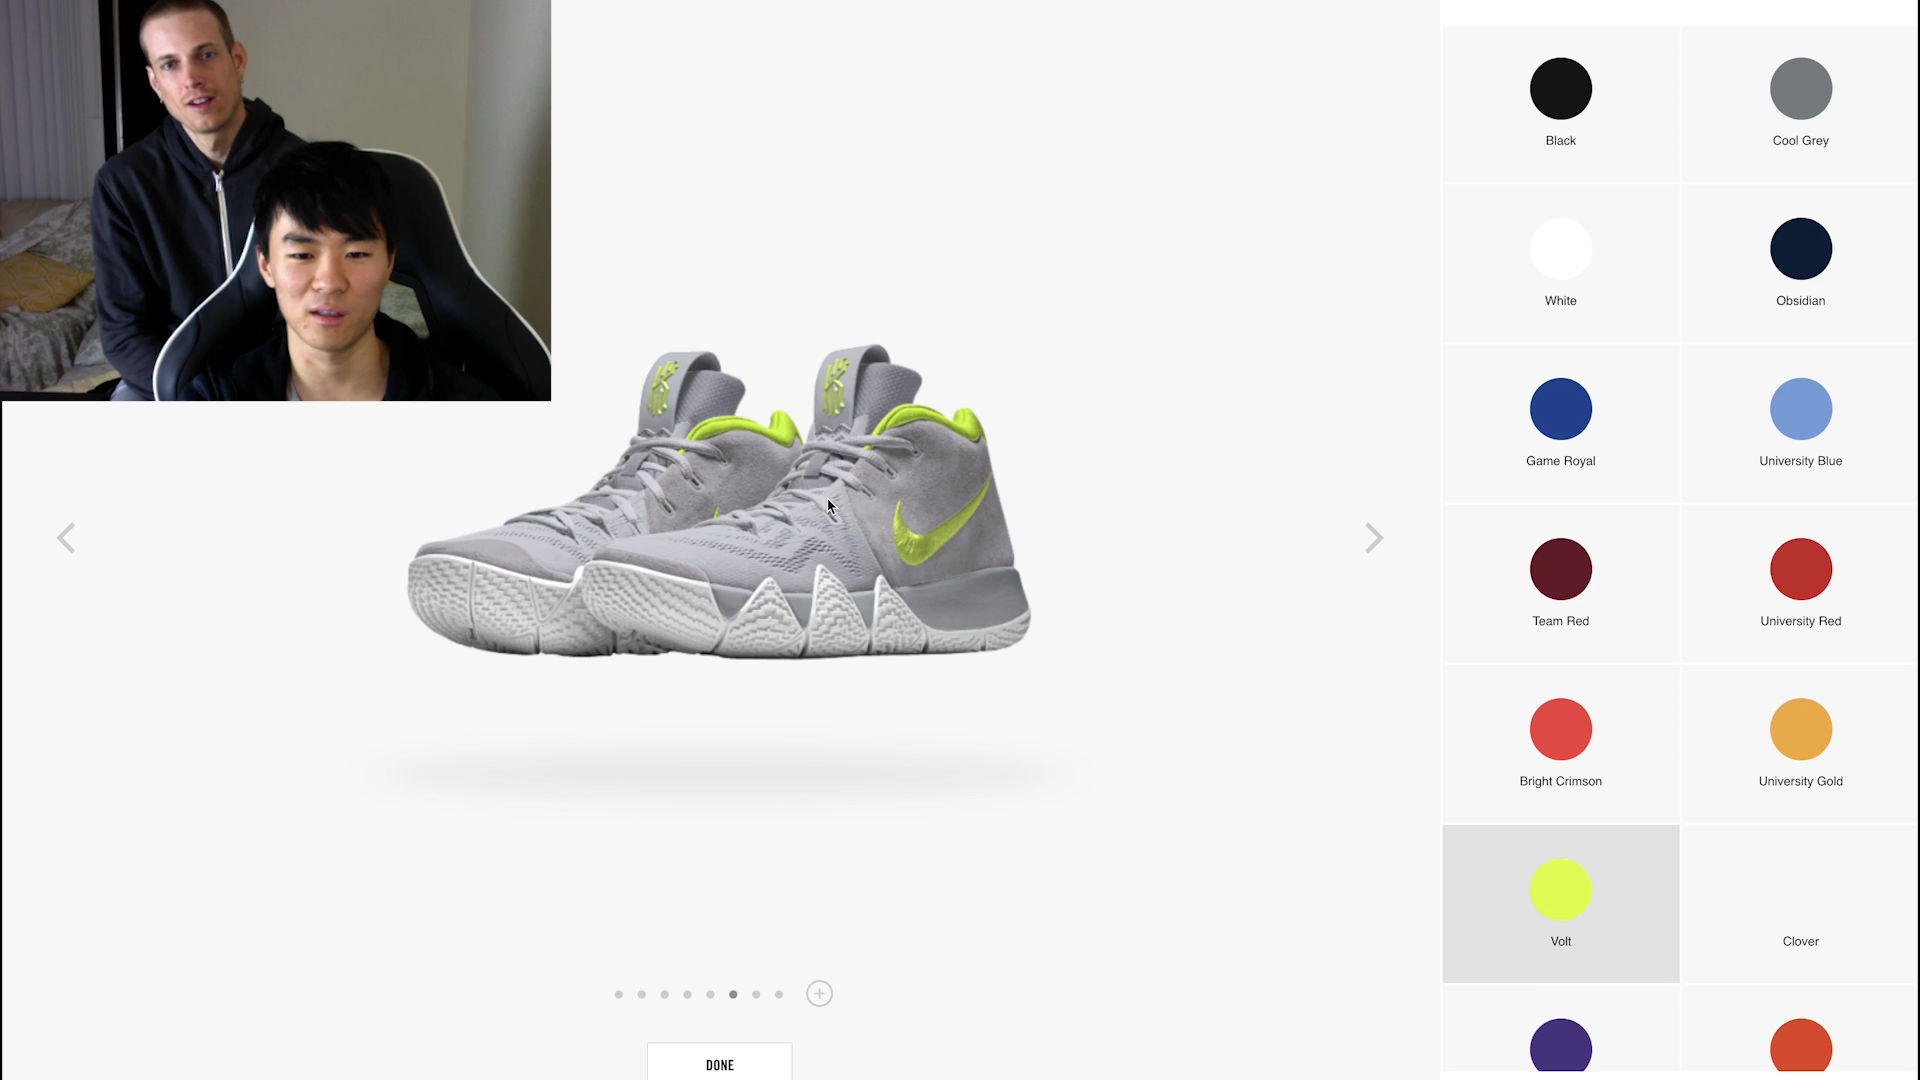 Black
Cool Grey
White
Obsidian
Game Royal
University Blue
Team Red
University Red
Bright Crimson
University Gold
Volt
Clover
DONE